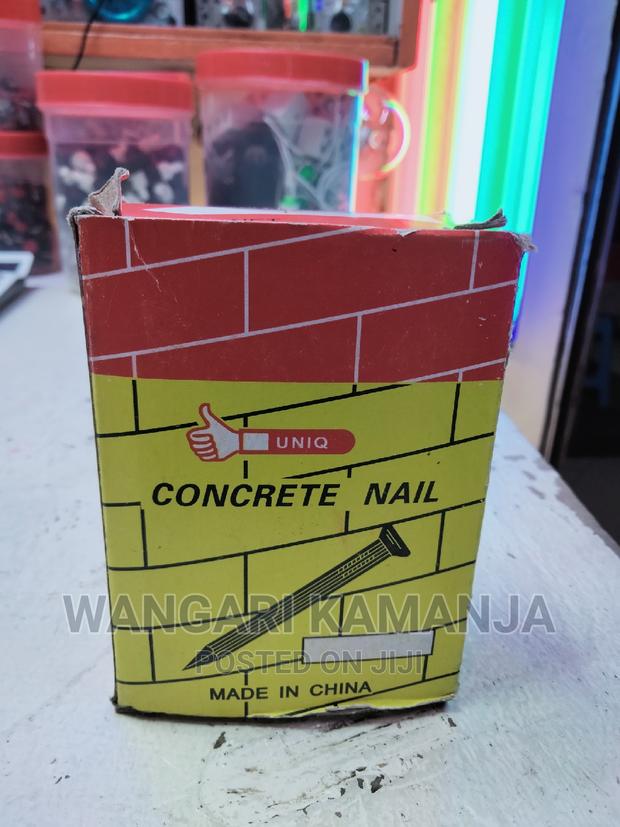 UNIQ
CONCRETE NAIL
WANGARI KAMANJA
POSTED ON JIJI
MADE IN CHINA